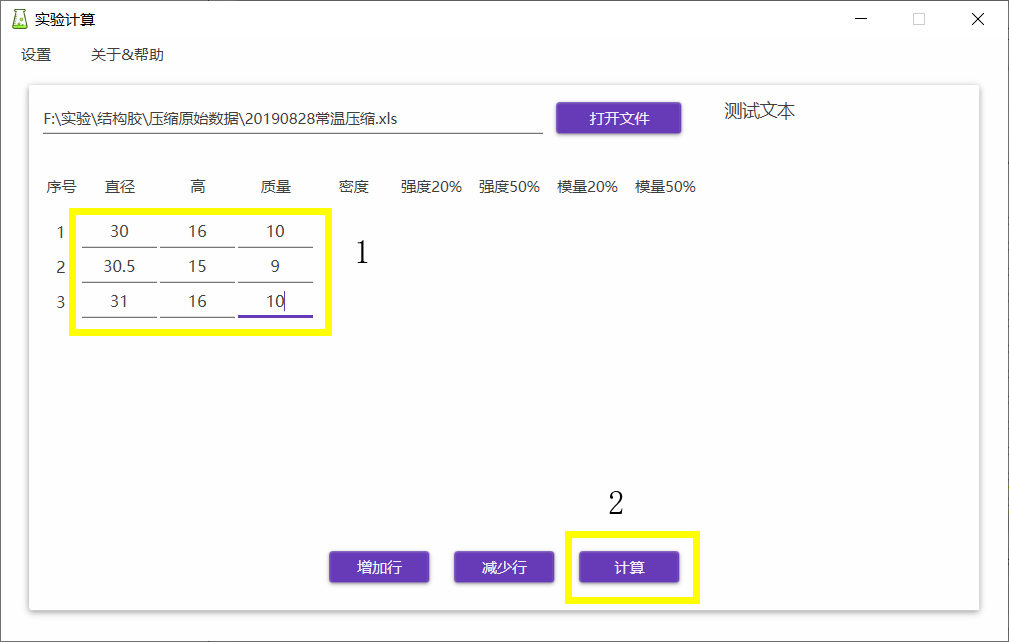 实验计算
设置 关于&帮助
F:\实验\结构胶\压缩原始数据\20190828常温压缩.xls 打开文件 测试文本
序号 直径 高 质量 密度 强度20% 强度50% 模量20% 模量50%
1 30 16 10
1
2 30.5 15 9
3 31 16 10
2
增加行 减少行 计算